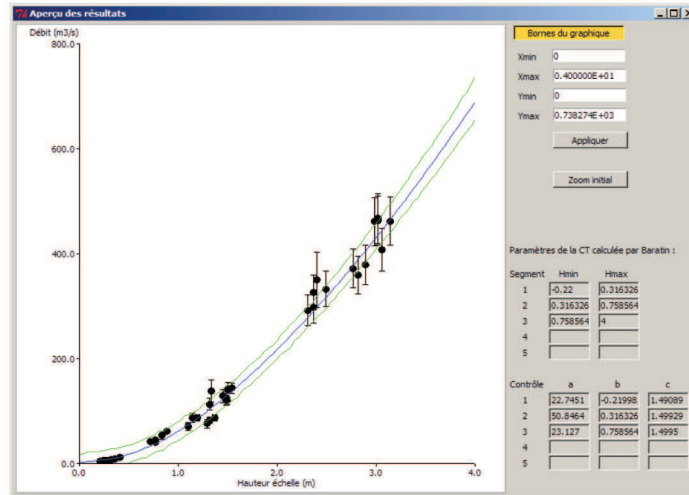 Aperçu des résultats
Débit (m3/s)
800.0
600.0
400.0
200.0
0.0
0.0 1.0 2.0 3.0 4.0
Hauteur échelle (m)
Bornes du graphique
Xmin 0
Xmax 0.400000E+01
Ymin 0
Ymax 0.738274E+03
Appliquer
Zoom initial
Paramètres de la CT calculée par Baratin :
Segment Hmin Hmax
1 -0.22 0.316326
2 0.316326 0.758564
3 0.758564 4
4
5
Contrôle a b c
1 22.7451 -0.21998 1.49089
2 50.8464 0.316326 1.49929
3 23.127 0.758564 1.4995
4
5